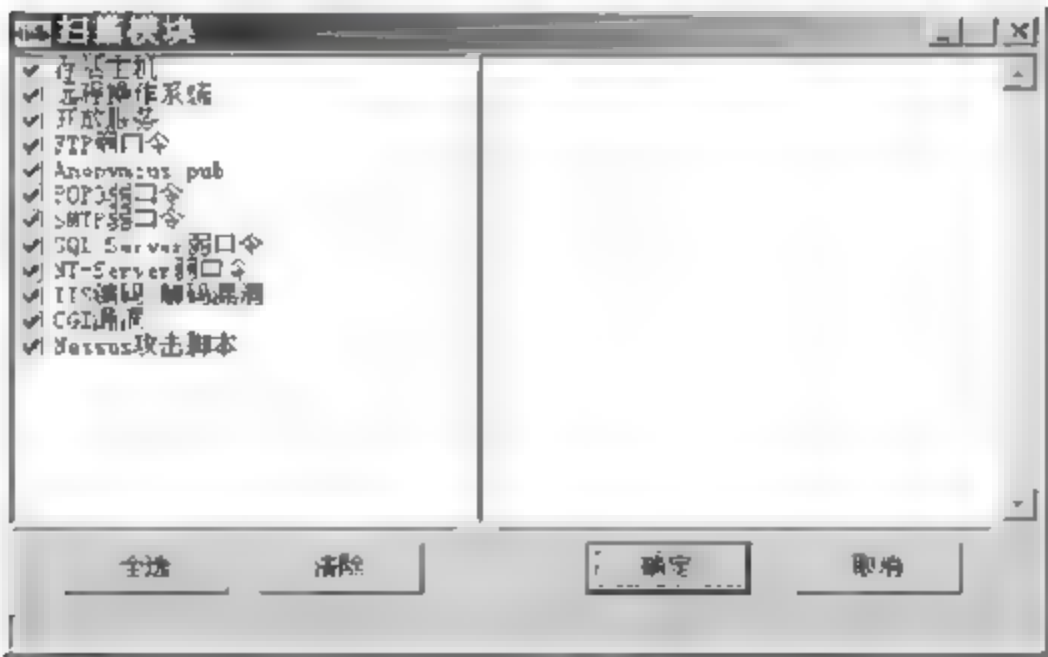 扫描模块
存活主机
远程操作系统
开放服务
FTP弱口令
Anonymous pub
POP3弱口令
SMTP弱口令
SQL Server弱口令
NT-Server弱口令
IIS编码/解码漏洞
CGI漏洞
Nessus攻击脚本
全选
清除
确定
取消